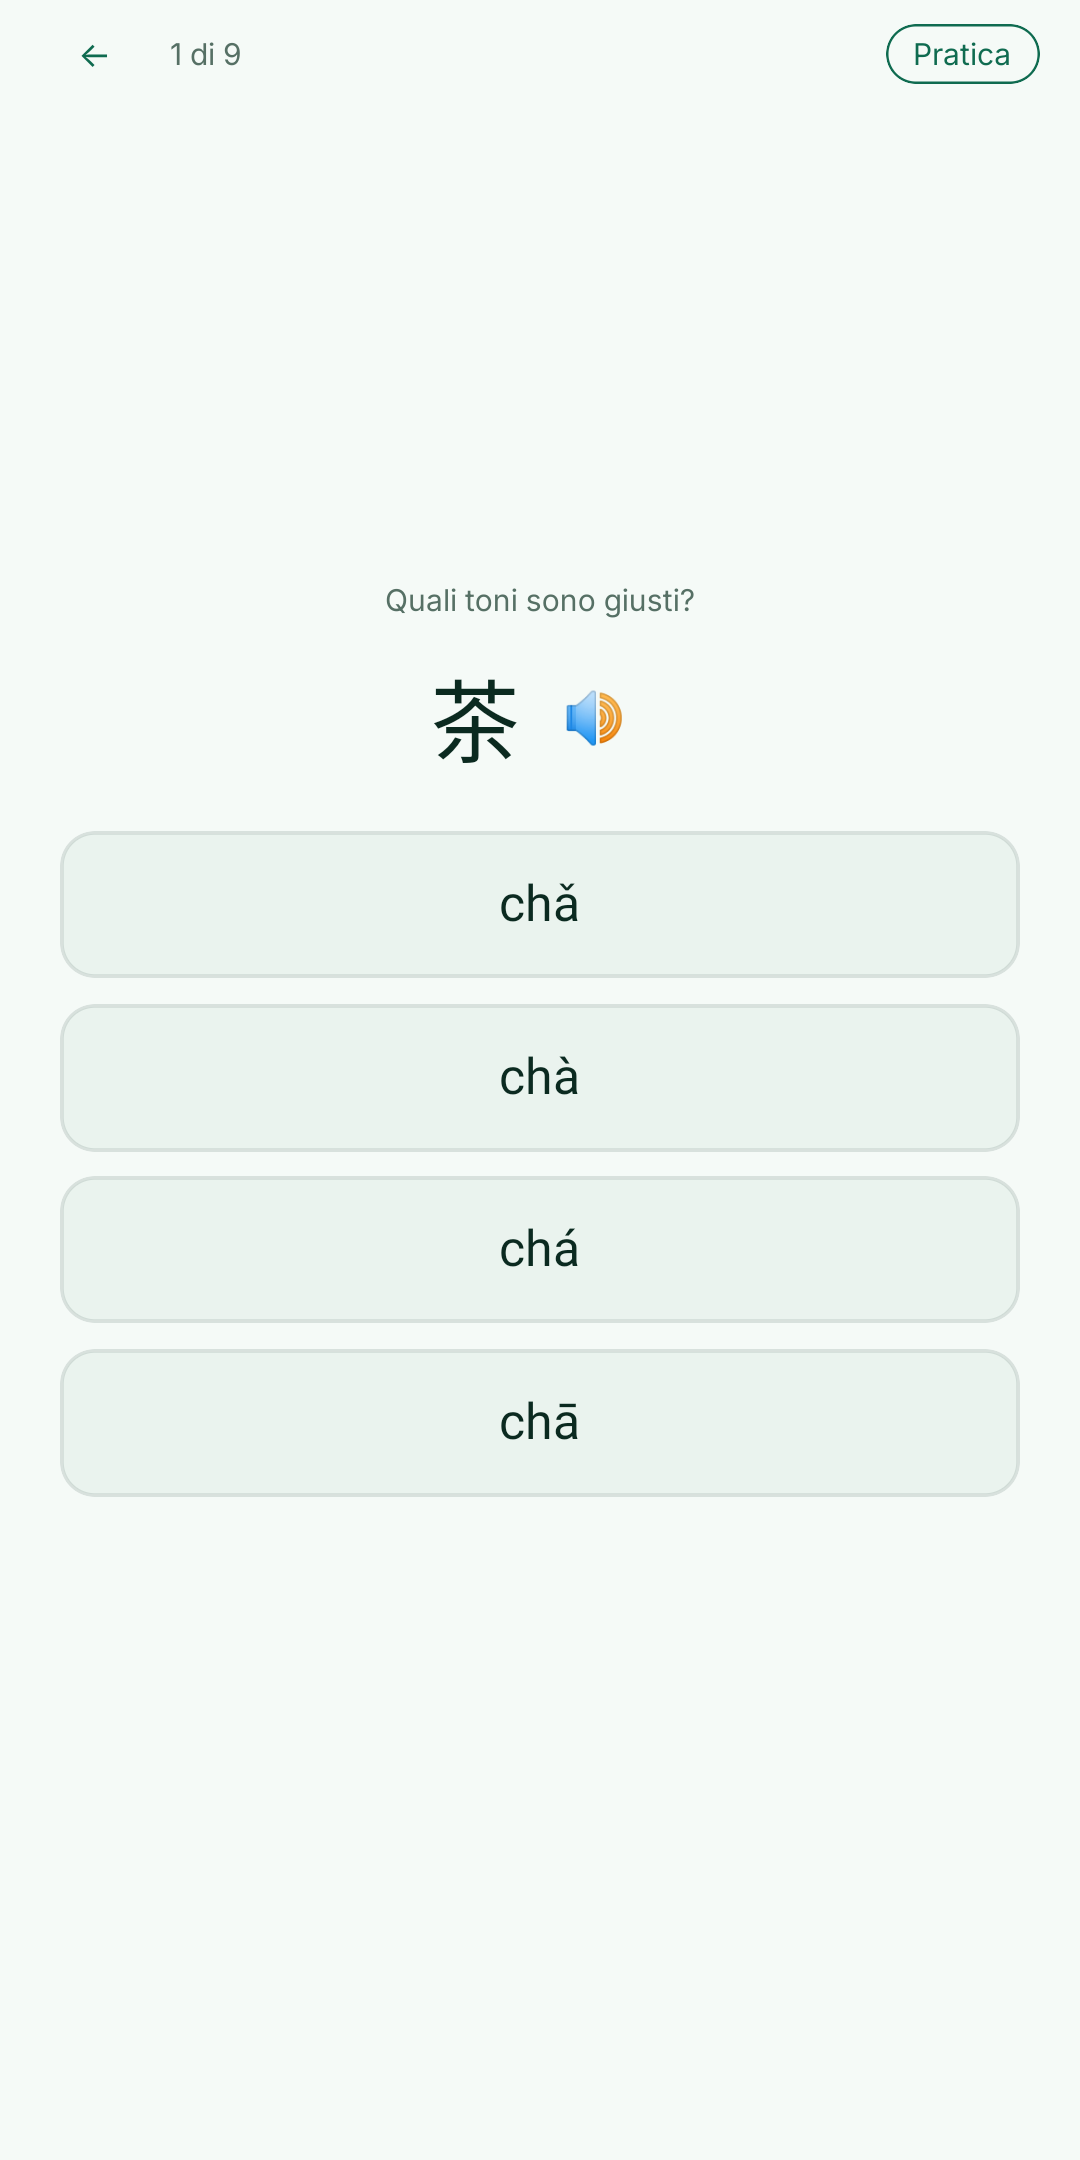 ← 1 di 9 Pratica
Quali toni sono giusti?
茶
chǎ
chà
chá
chā